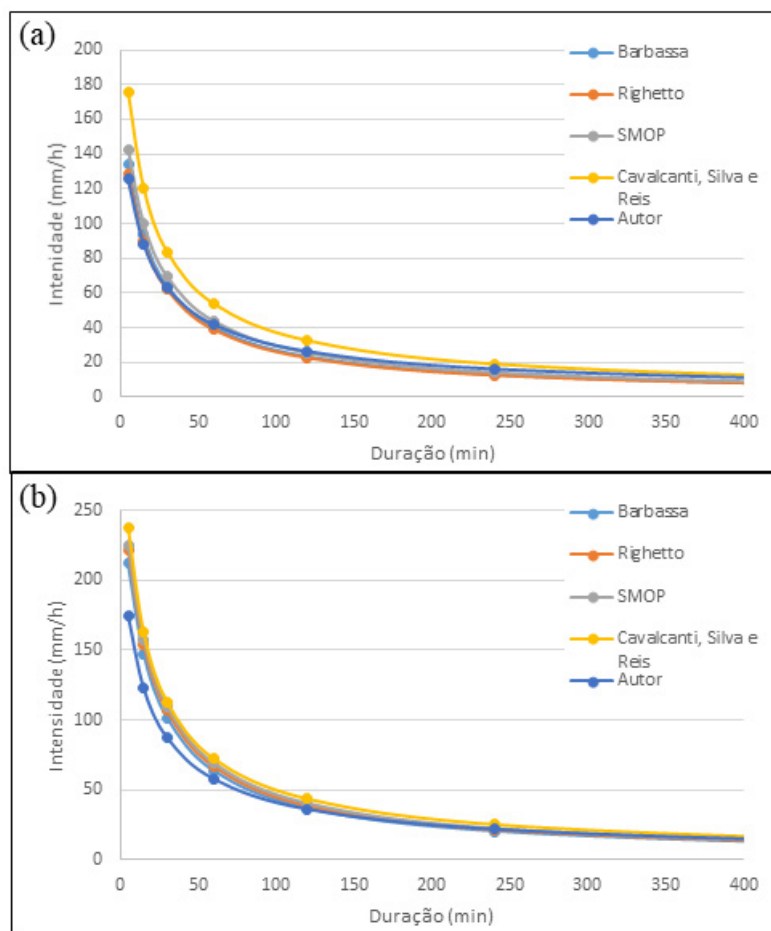 (a)
200
180
160
140
120
100
80
60
40
20
0
Intenidade (mm/h)
0 50 100 150 200 250 300 350 400
Duração (min)
Barbassa
Righetto
SMOP
Cavalcanti, Silva e
Reis
Autor
(b)
250
200
150
100
50
0
Intensidade (mm/h)
0 50 100 150 200 250 300 350 400
Duração (min)
Barbassa
Righetto
SMOP
Cavalcanti, Silva e
Reis
Autor